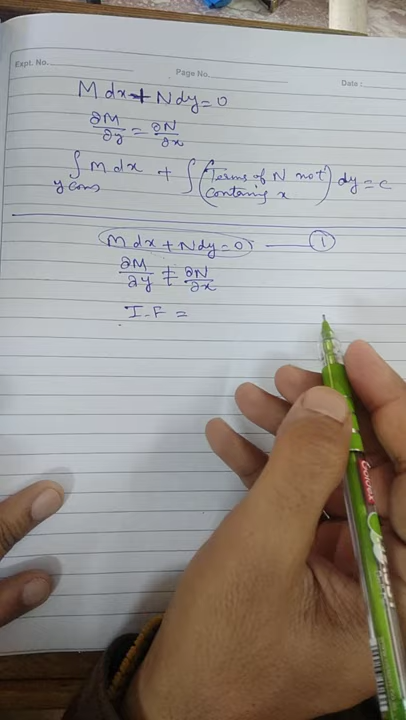 Expt. No.
Page No.
Date :
M dx + N dy = 0
∂M/∂y = ∂N/∂x
∫ M dx + ∫ (Terms of N not containing x) dy = c
y cons
M dx + N dy = 0 — ①
∂M/∂y ≠ ∂N/∂x
I.F =